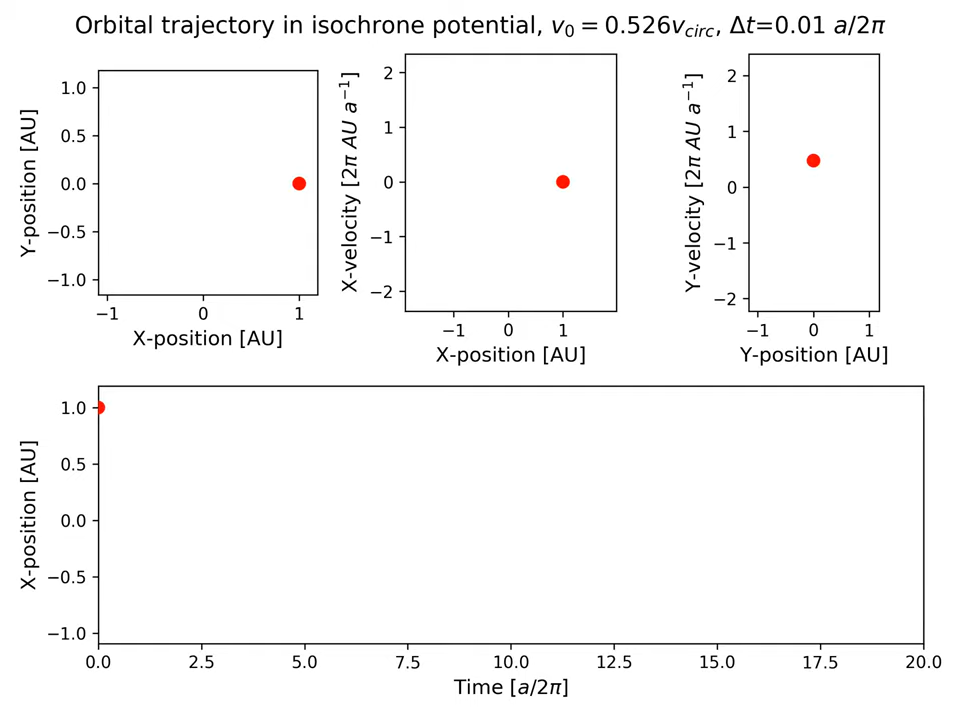 Orbital trajectory in isochrone potential, v₀ = 0.526v_circ, Δt=0.01 a/2π
Y-position [AU]
1.0
0.5
0.0
−0.5
−1.0
−1 0 1
X-position [AU]
X-velocity [2π AU a⁻¹]
2
1
0
−1
−2
−1 0 1
X-position [AU]
Y-velocity [2π AU a⁻¹]
2
1
0
−1
−2
−1 0 1
Y-position [AU]
X-position [AU]
1.0
0.5
0.0
−0.5
−1.0
0.0 2.5 5.0 7.5 10.0 12.5 15.0 17.5 20.0
Time [a/2π]